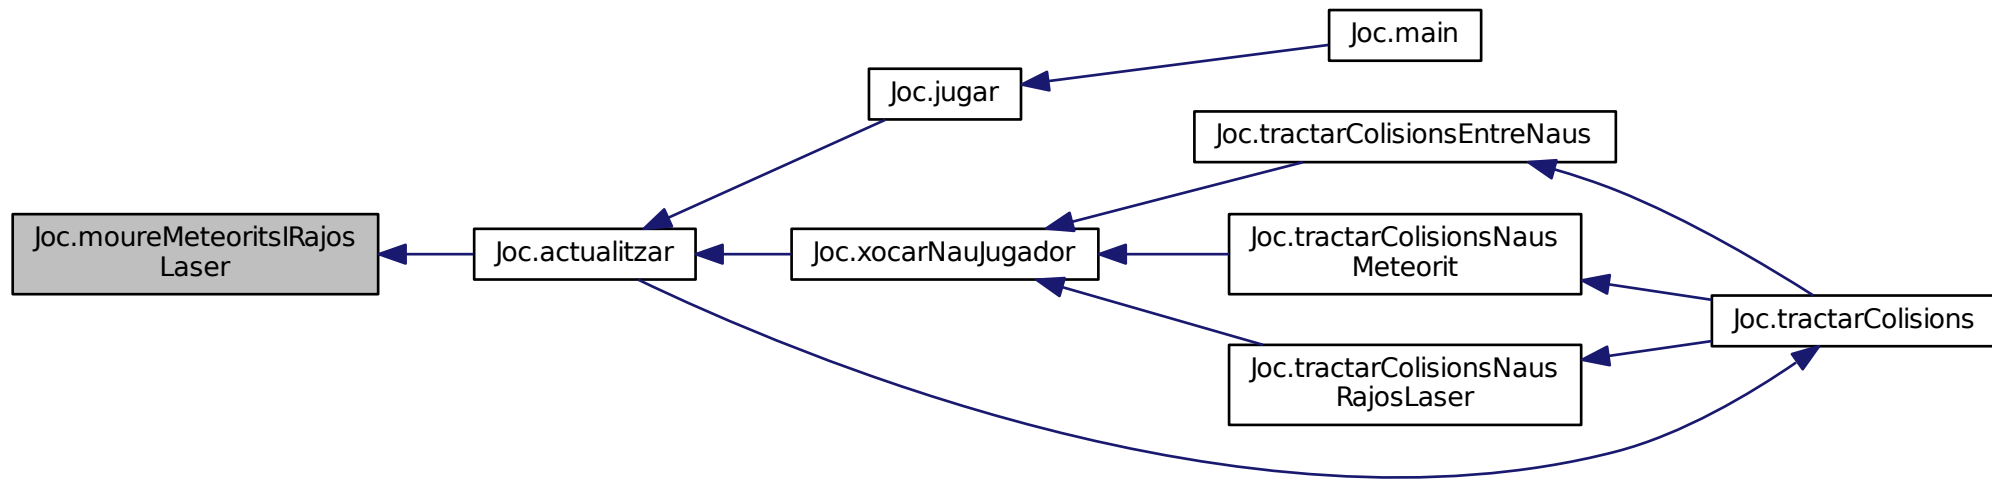 Joc.main
Joc.jugar
Joc.tractarColisionsEntreNaus
Joc.moureMeteoritsIRajos
Laser
Joc.actualitzar
Joc.xocarNauJugador
Joc.tractarColisionsNaus
Meteorit
Joc.tractarColisions
Joc.tractarColisionsNaus
RajosLaser